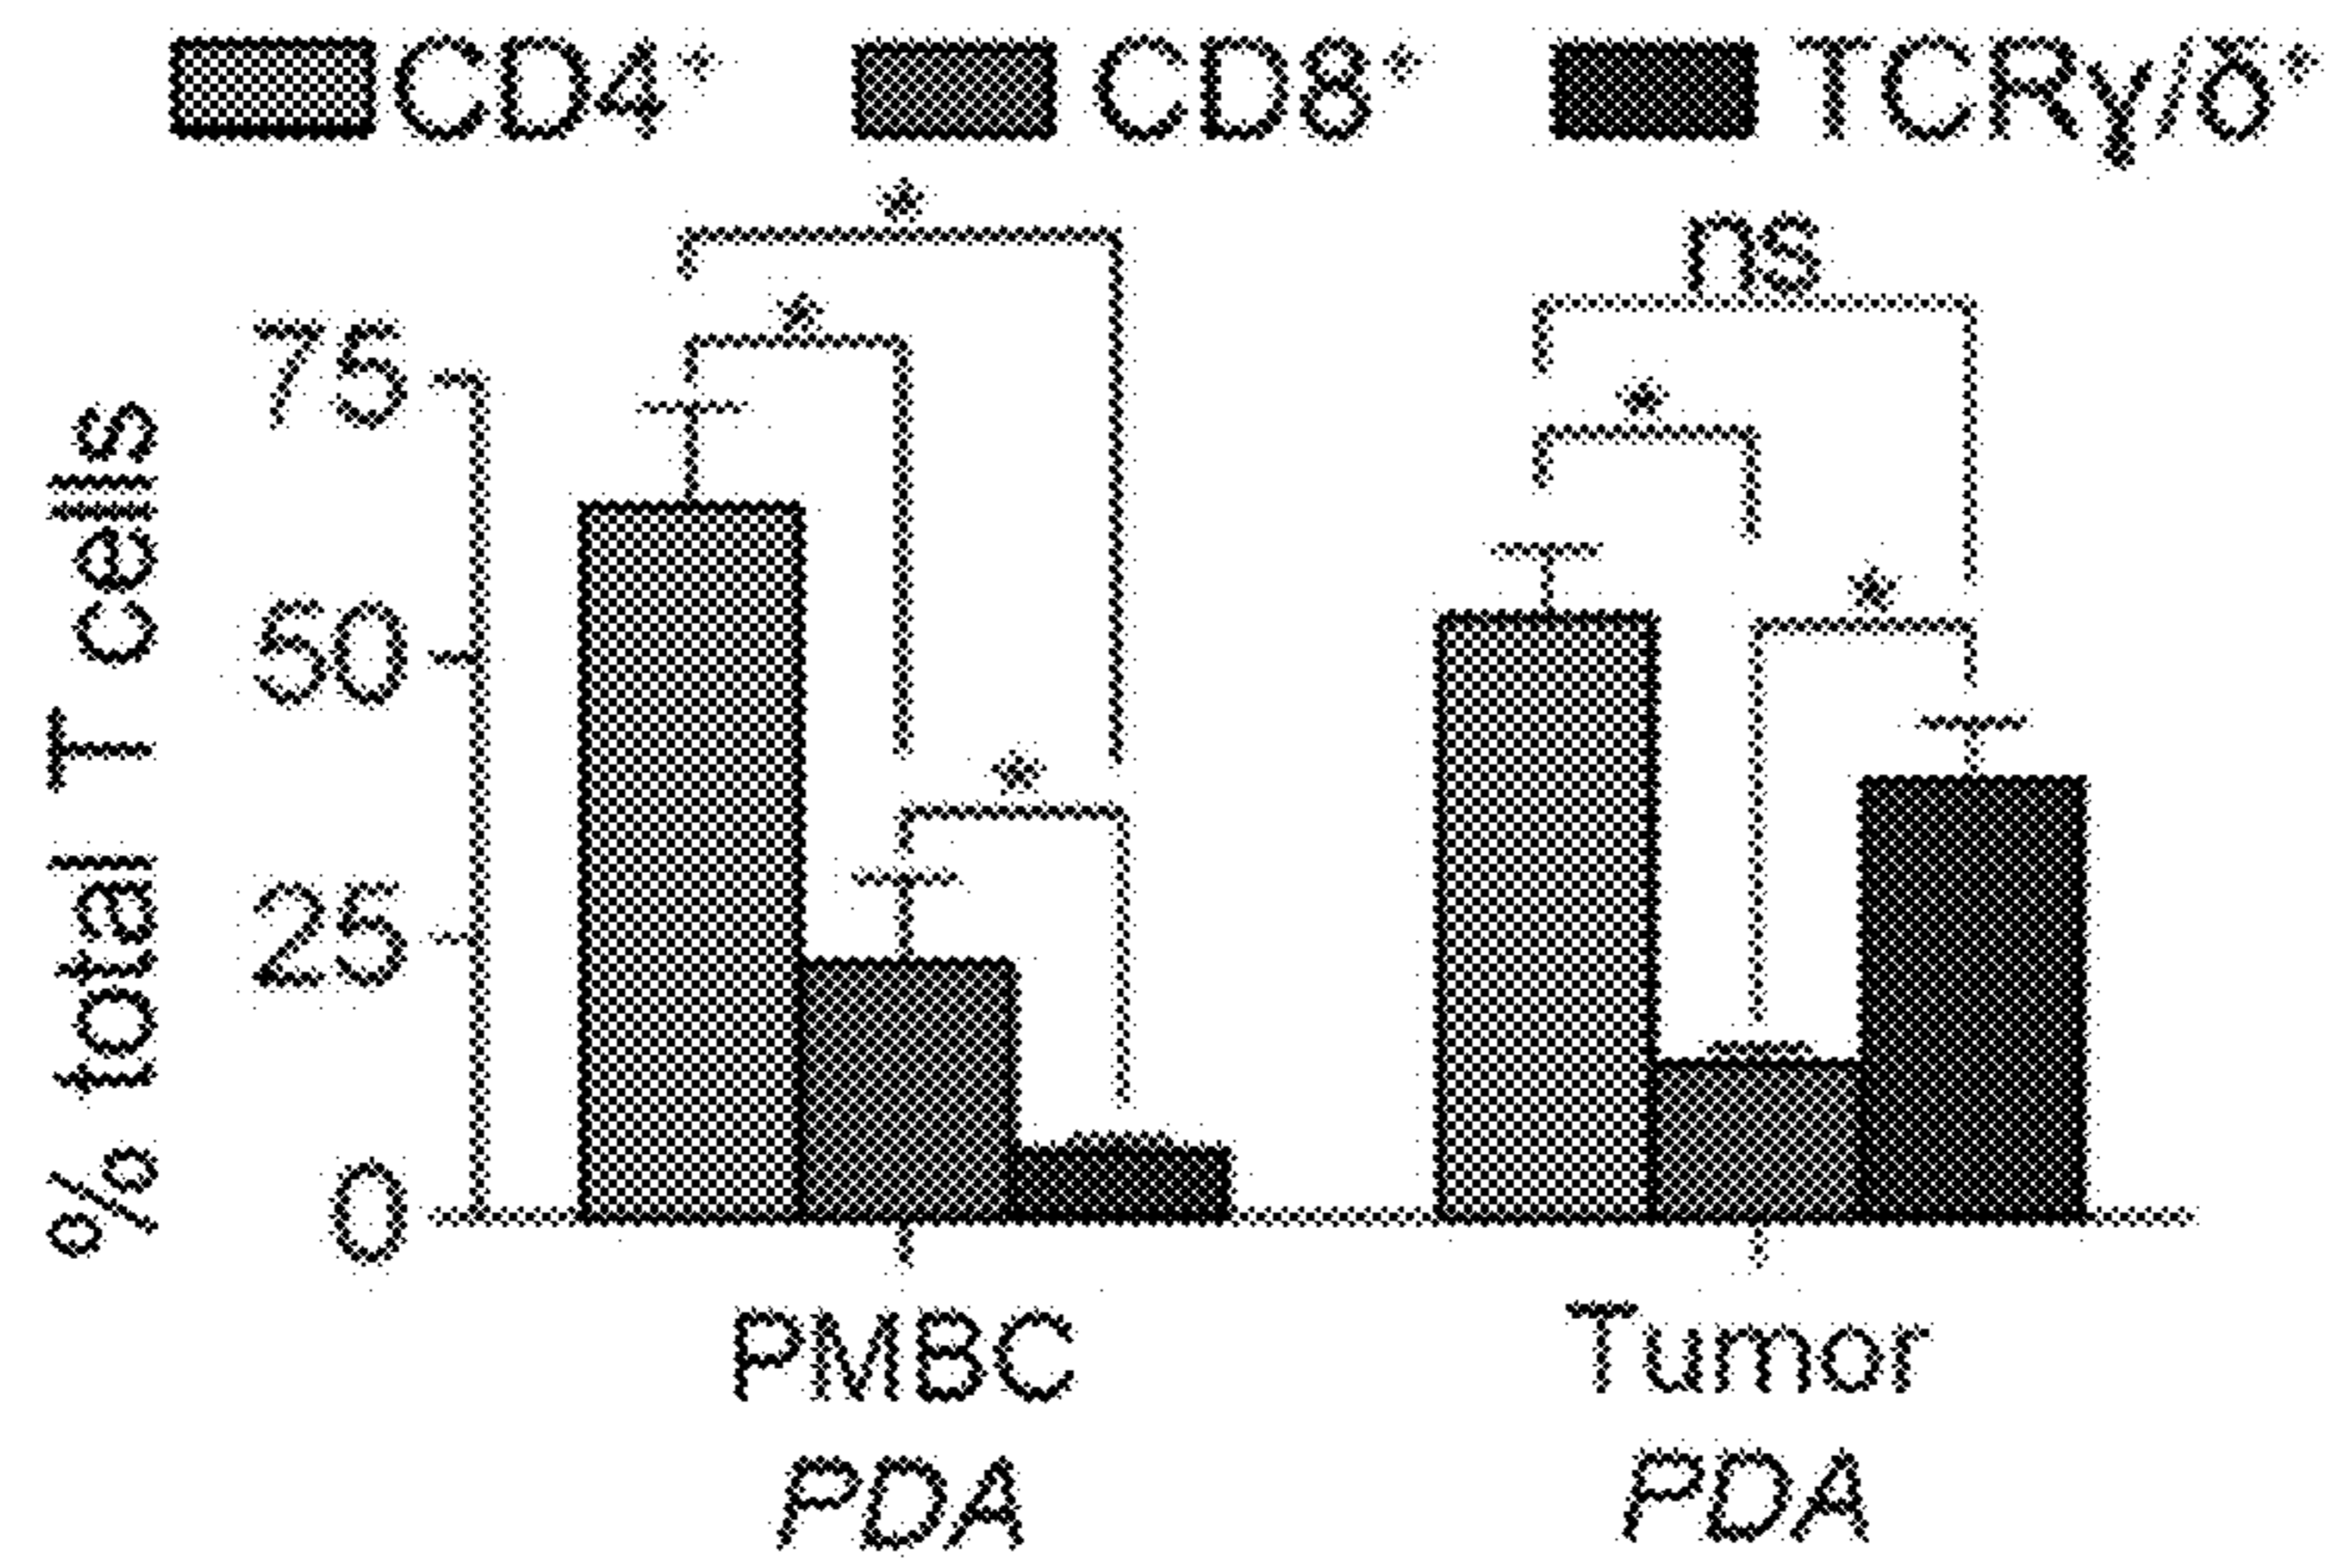 CD4⁺ CD8⁺ TCRγ/δ⁺
*
ns
*
75
*
% total T cells
*
50
*
25
0
PMBC Tumor
PDA PDA